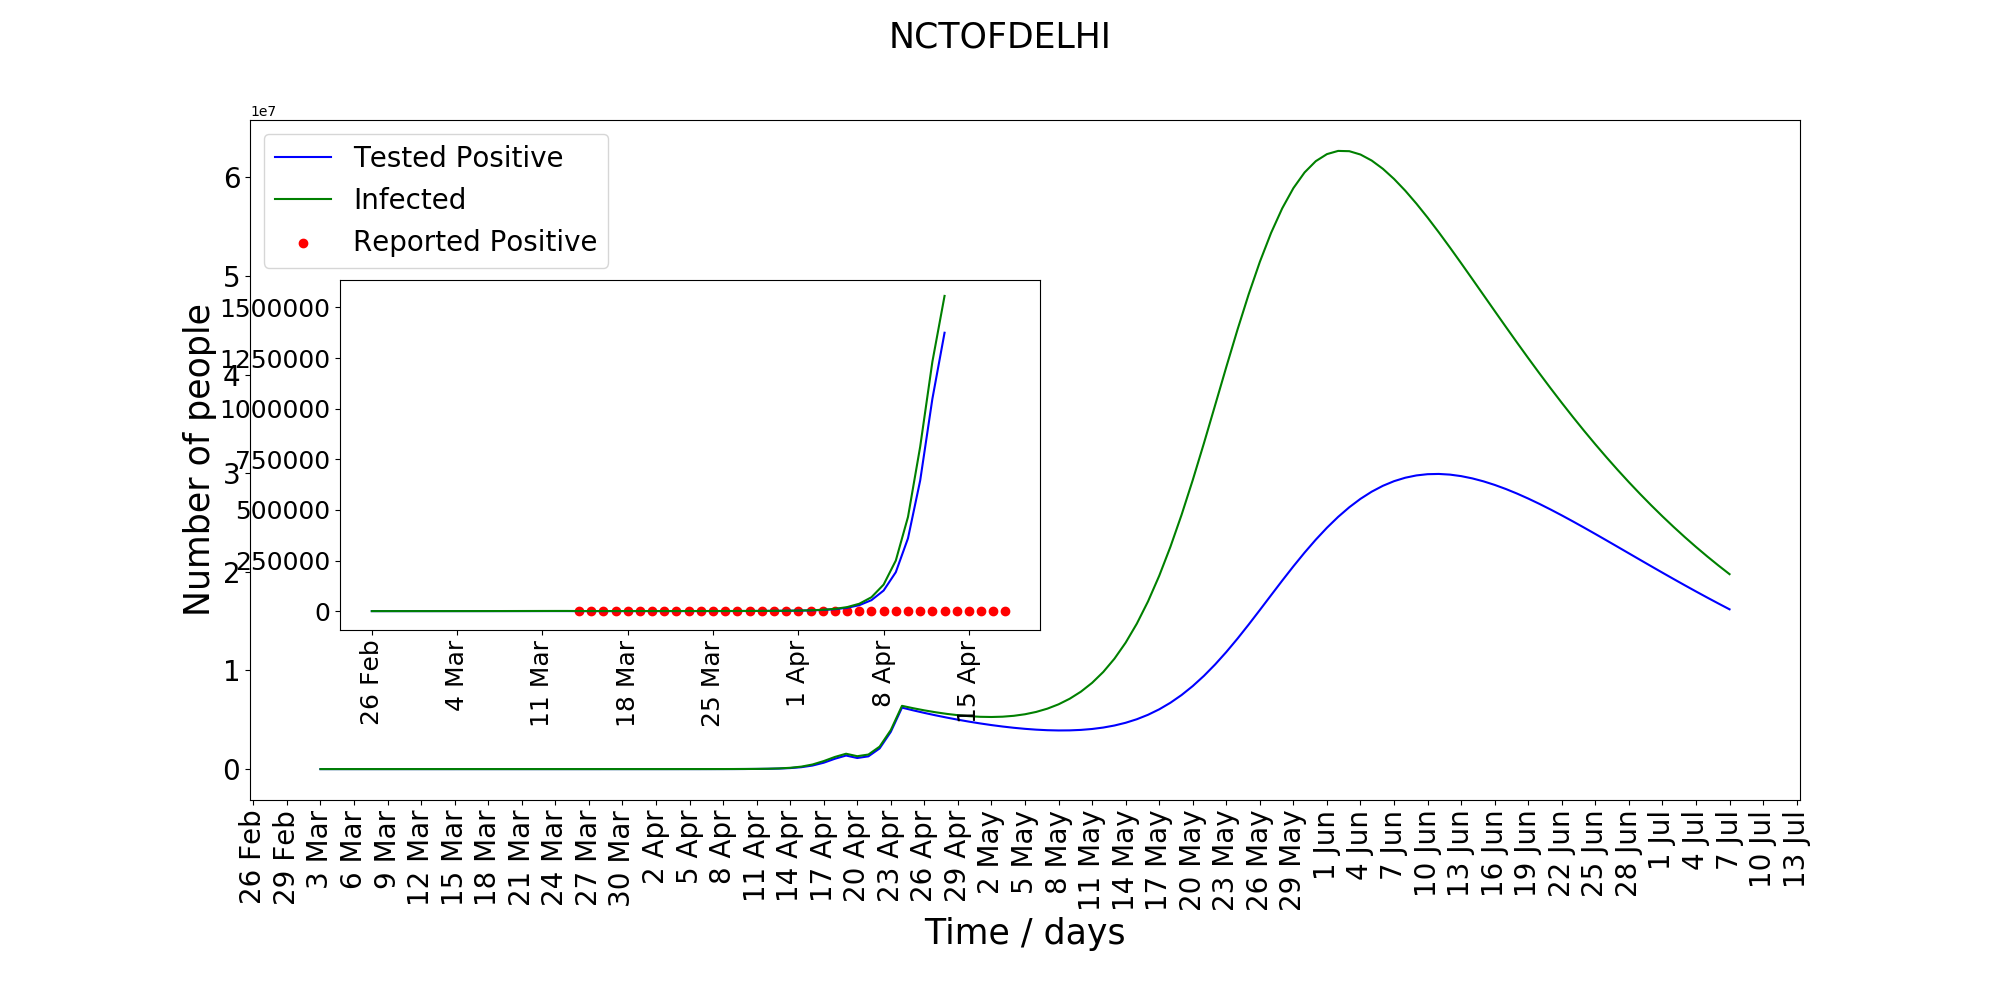 NCTOFDELHI
1e7
Tested Positive
Infected
Reported Positive
Number of people
6
5
4
3
2
1
0
1500000
1250000
1000000
750000
500000
250000
0
26 Feb
4 Mar
11 Mar
18 Mar
25 Mar
1 Apr
8 Apr
15 Apr
26 Feb
29 Feb
3 Mar
6 Mar
9 Mar
12 Mar
15 Mar
18 Mar
21 Mar
24 Mar
27 Mar
30 Mar
2 Apr
5 Apr
8 Apr
11 Apr
14 Apr
17 Apr
20 Apr
23 Apr
26 Apr
29 Apr
2 May
5 May
8 May
11 May
14 May
17 May
20 May
23 May
26 May
29 May
1 Jun
4 Jun
7 Jun
10 Jun
13 Jun
16 Jun
19 Jun
22 Jun
25 Jun
28 Jun
1 Jul
4 Jul
7 Jul
10 Jul
13 Jul
Time / days